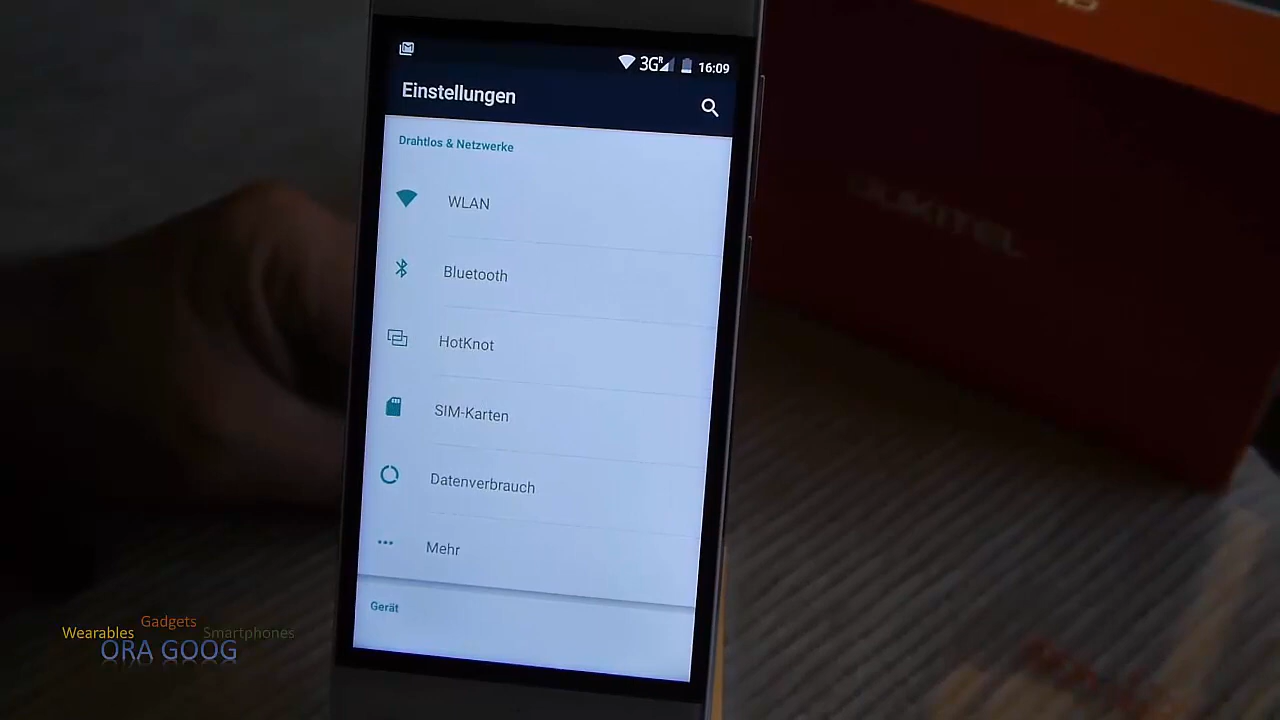 3G R 16:09
Einstellungen
Drahtlos & Netzwerke
WLAN
Bluetooth
HotKnot
SIM-Karten
Datenverbrauch
Mehr
Gerät
OUKITEL
Gadgets
Wearables Smartphones
ORA GOOG